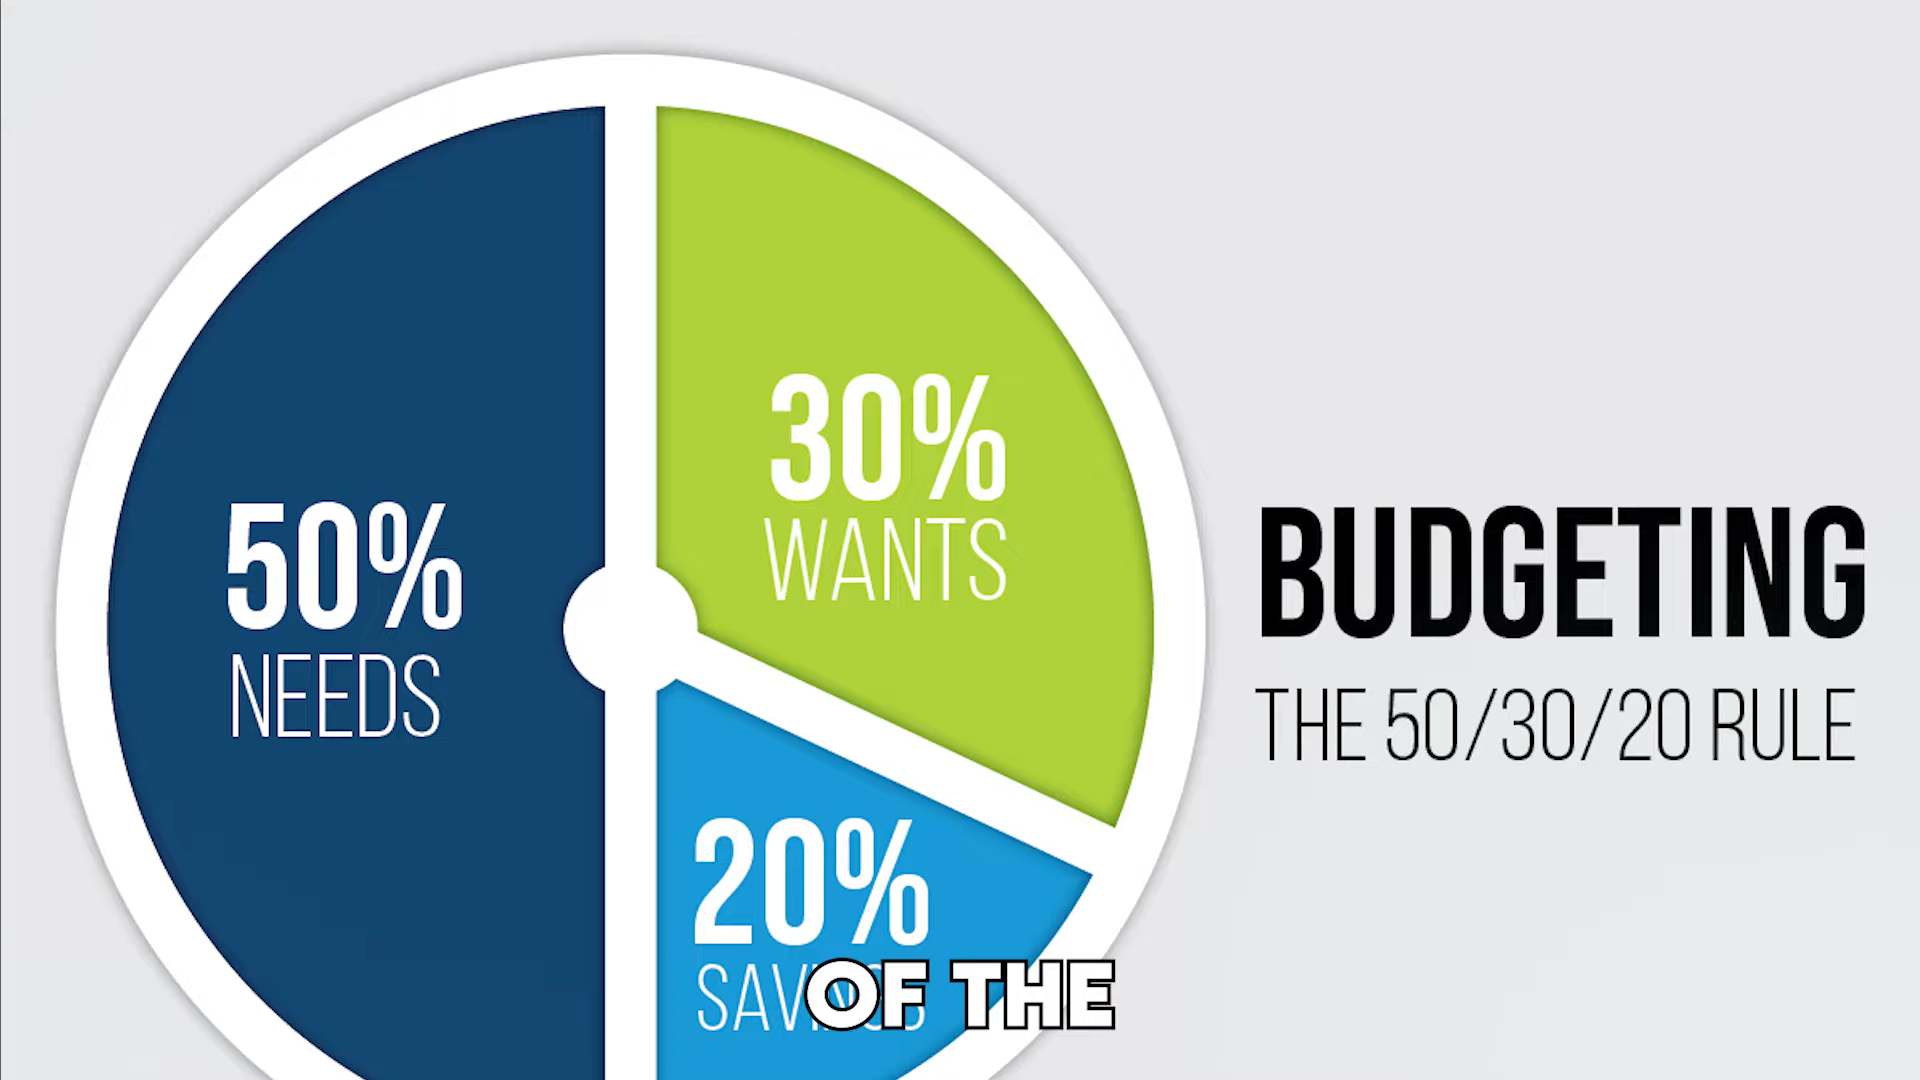 50%
NEEDS
30%
WANTS
20%
OF THE
BUDGETING
THE 50/30/20 RULE